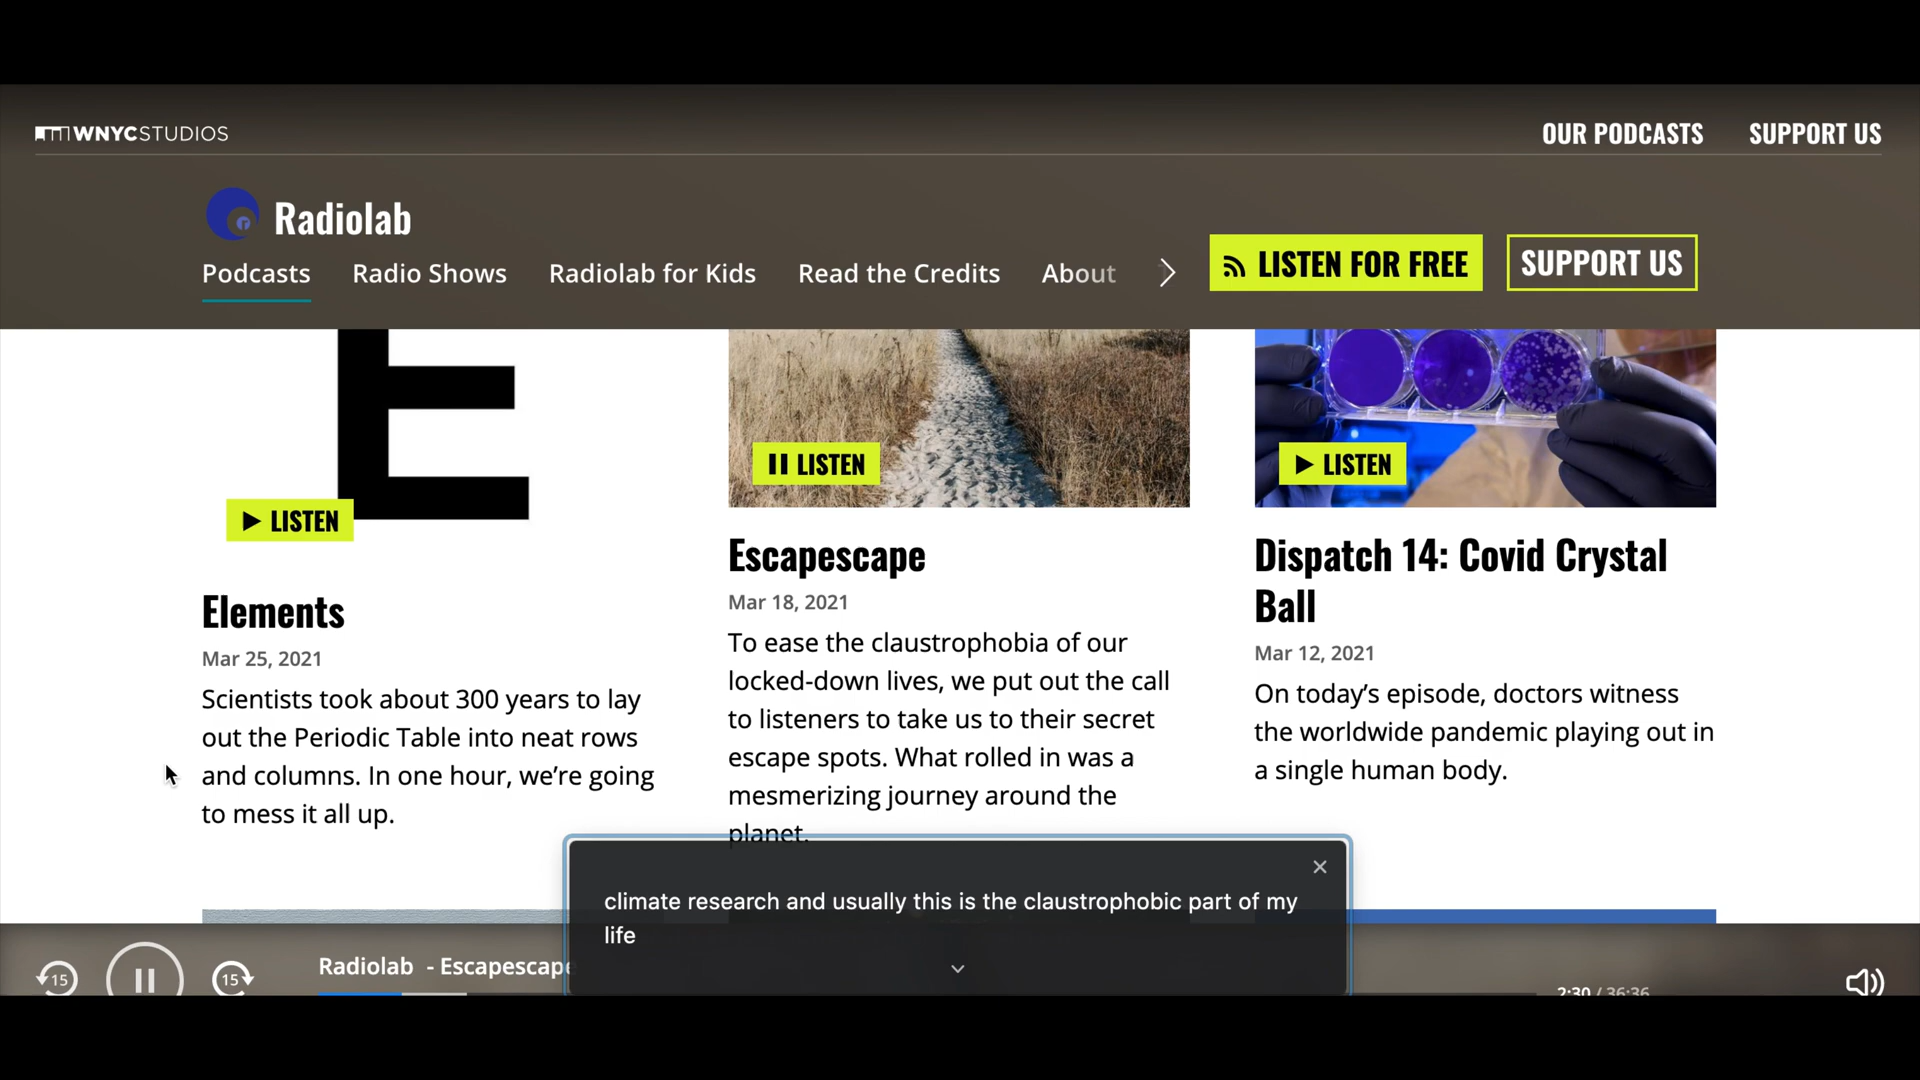 WNYCSTUDIOS
OUR PODCASTS
SUPPORT US
Radiolab
Podcasts
Radio Shows
Radiolab for Kids
Read the Credits
About
LISTEN FOR FREE
SUPPORT US
E
LISTEN
Elements
Mar 25, 2021
Scientists took about 300 years to lay
out the Periodic Table into neat rows
and columns. In one hour, we’re going
to mess it all up.
LISTEN
Escapescape
Mar 18, 2021
To ease the claustrophobia of our
locked-down lives, we put out the call
to listeners to take us to their secret
escape spots. What rolled in was a
mesmerizing journey around the
planet.
LISTEN
Dispatch 14: Covid Crystal
Ball
Mar 12, 2021
On today’s episode, doctors witness
the worldwide pandemic playing out in
a single human body.
climate research and usually this is the claustrophobic part of my
life
15
15
Radiolab - Escapescape
2:30 / 36:36